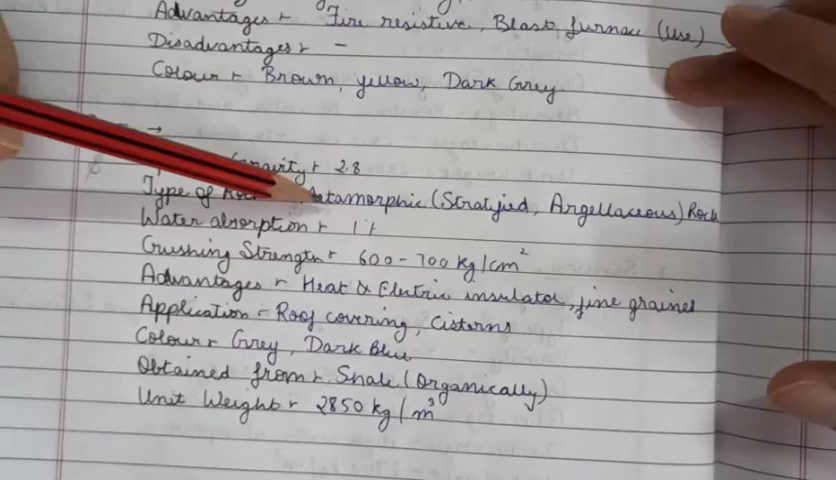 Advantages :- Fire resistive, Blast furnace (Use)
Disadvantages :- -
Colour :- Brown, yellow, Dark Grey.
→
Gravity :- 2.8
Type of Rock tamorphic (Stratified, Argellaceous) Rock
Water absorption :- 1%
Crushing Strength :- 600-700 kg/cm²
Advantages :- Heat & Electric insulator, fine grained
Application :- Roof covering, Cisterns
Colour :- Grey, Dark Blue
Obtained from :- Shale (Organically)
Unit Weight :- 2850 kg/m³